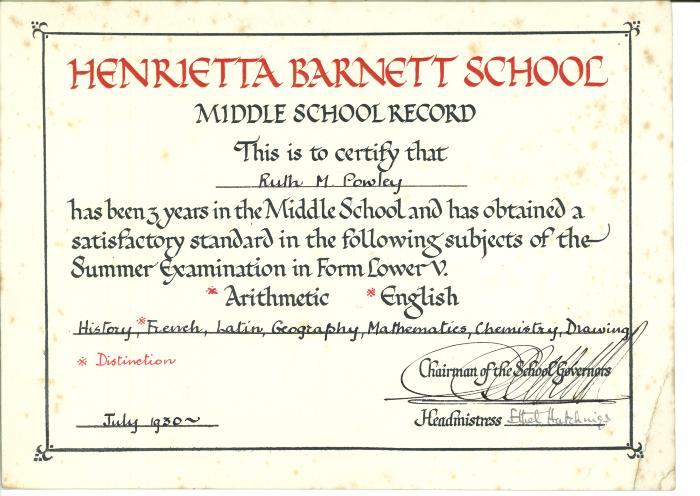 HENRIETTA BARNETT SCHOOL
MIDDLE SCHOOL RECORD
This is to certify that
Ruth M. Powley
has been 3 years in the Middle School and has obtained a
satisfactory standard in the following subjects of the
Summer Examination in Form Lower V.
* Arithmetic * English
History, * French, Latin, Geography, Mathematics, Chemistry, Drawing
* Distinction
Chairman of the School Governors
July 1930~
Headmistress Ethel